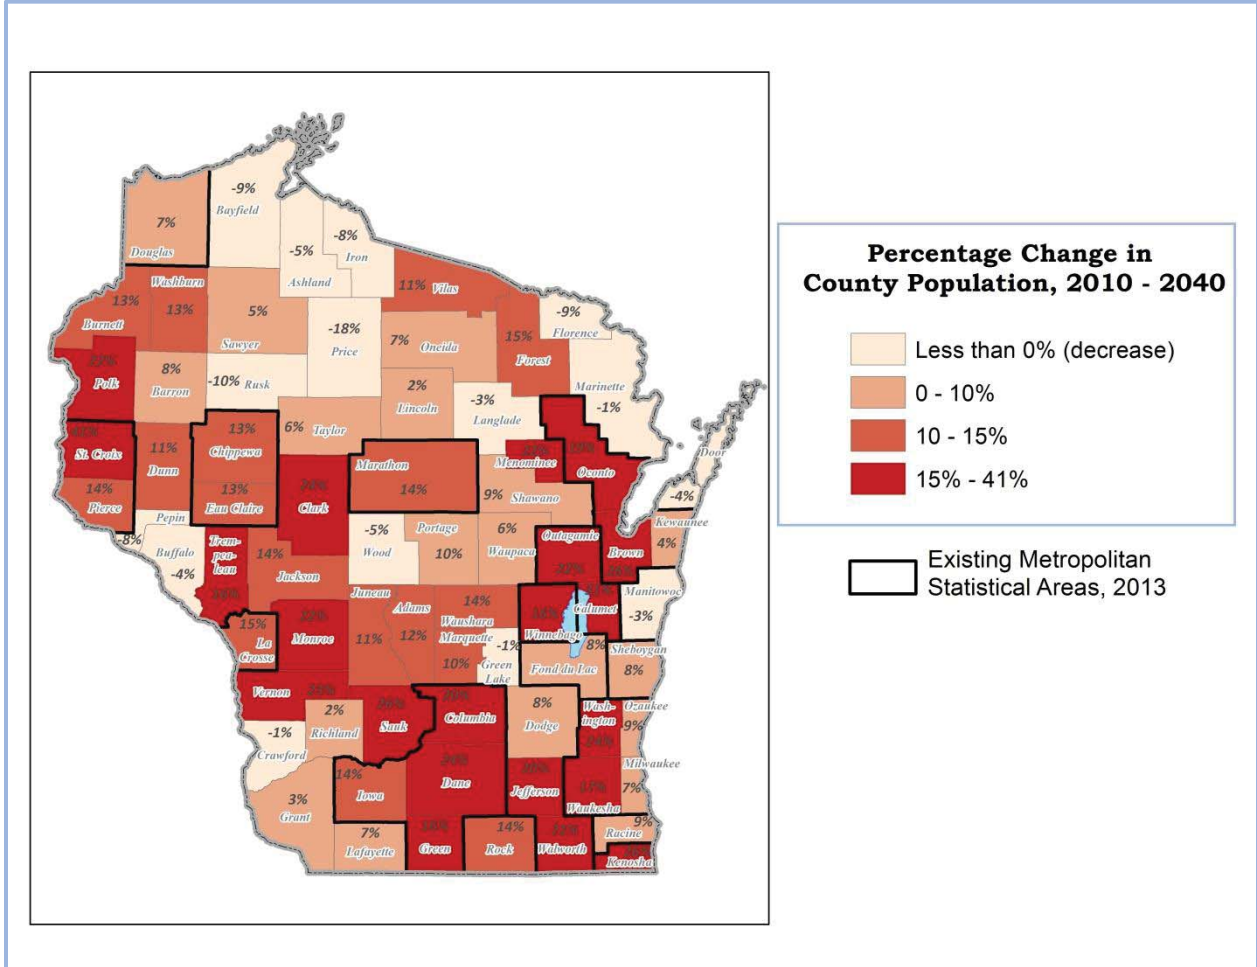 Percentage Change in
County Population, 2010 - 2040
Less than 0% (decrease)
0 - 10%
10 - 15%
15% - 41%
Existing Metropolitan
Statistical Areas, 2013
-9%
Bayfield
7%
Douglas
-8%
Iron
-5%
Ashland
Washburn
13%
13%
Burnett
5%
Sawyer
11% Vilas
-9%
Florence
-18%
Price
7% Oneida
15%
Forest
Polk
8%
Barron
-10% Rusk
2%
Lincoln
-3%
Langlade
Marinette
-1%
St. Croix
11%
Dunn
13%
Chippewa
6% Taylor
Marathon
14%
Menominee
Oconto
Door
-4%
14%
Pierce
13%
Eau Claire
Clark
9% Shawano
Pepin
-8%
Buffalo
-4%
Trem-
pea-
leau
14%
Jackson
-5%
Wood
Portage
10%
6%
Waupaca
Outagamie
Brown
Kewaunee
4%
15%
La
Crosse
Monroe
Juneau
11%
Adams
12%
14%
Waushara
Marquette
10%
-1%
Green
Lake
Winnebago
Calumet
Manitowoc
-3%
8%
Fond du Lac
Sheboygan
8%
Vernon
2%
Richland
Sauk
Columbia
8%
Dodge
Wash-
ington
Ozaukee
-9%
-1%
Crawford
14%
Iowa
Dane
Jefferson
Waukesha
Milwaukee
7%
3%
Grant
7%
Lafayette
Green
14%
Rock
Walworth
9%
Racine
Kenosha